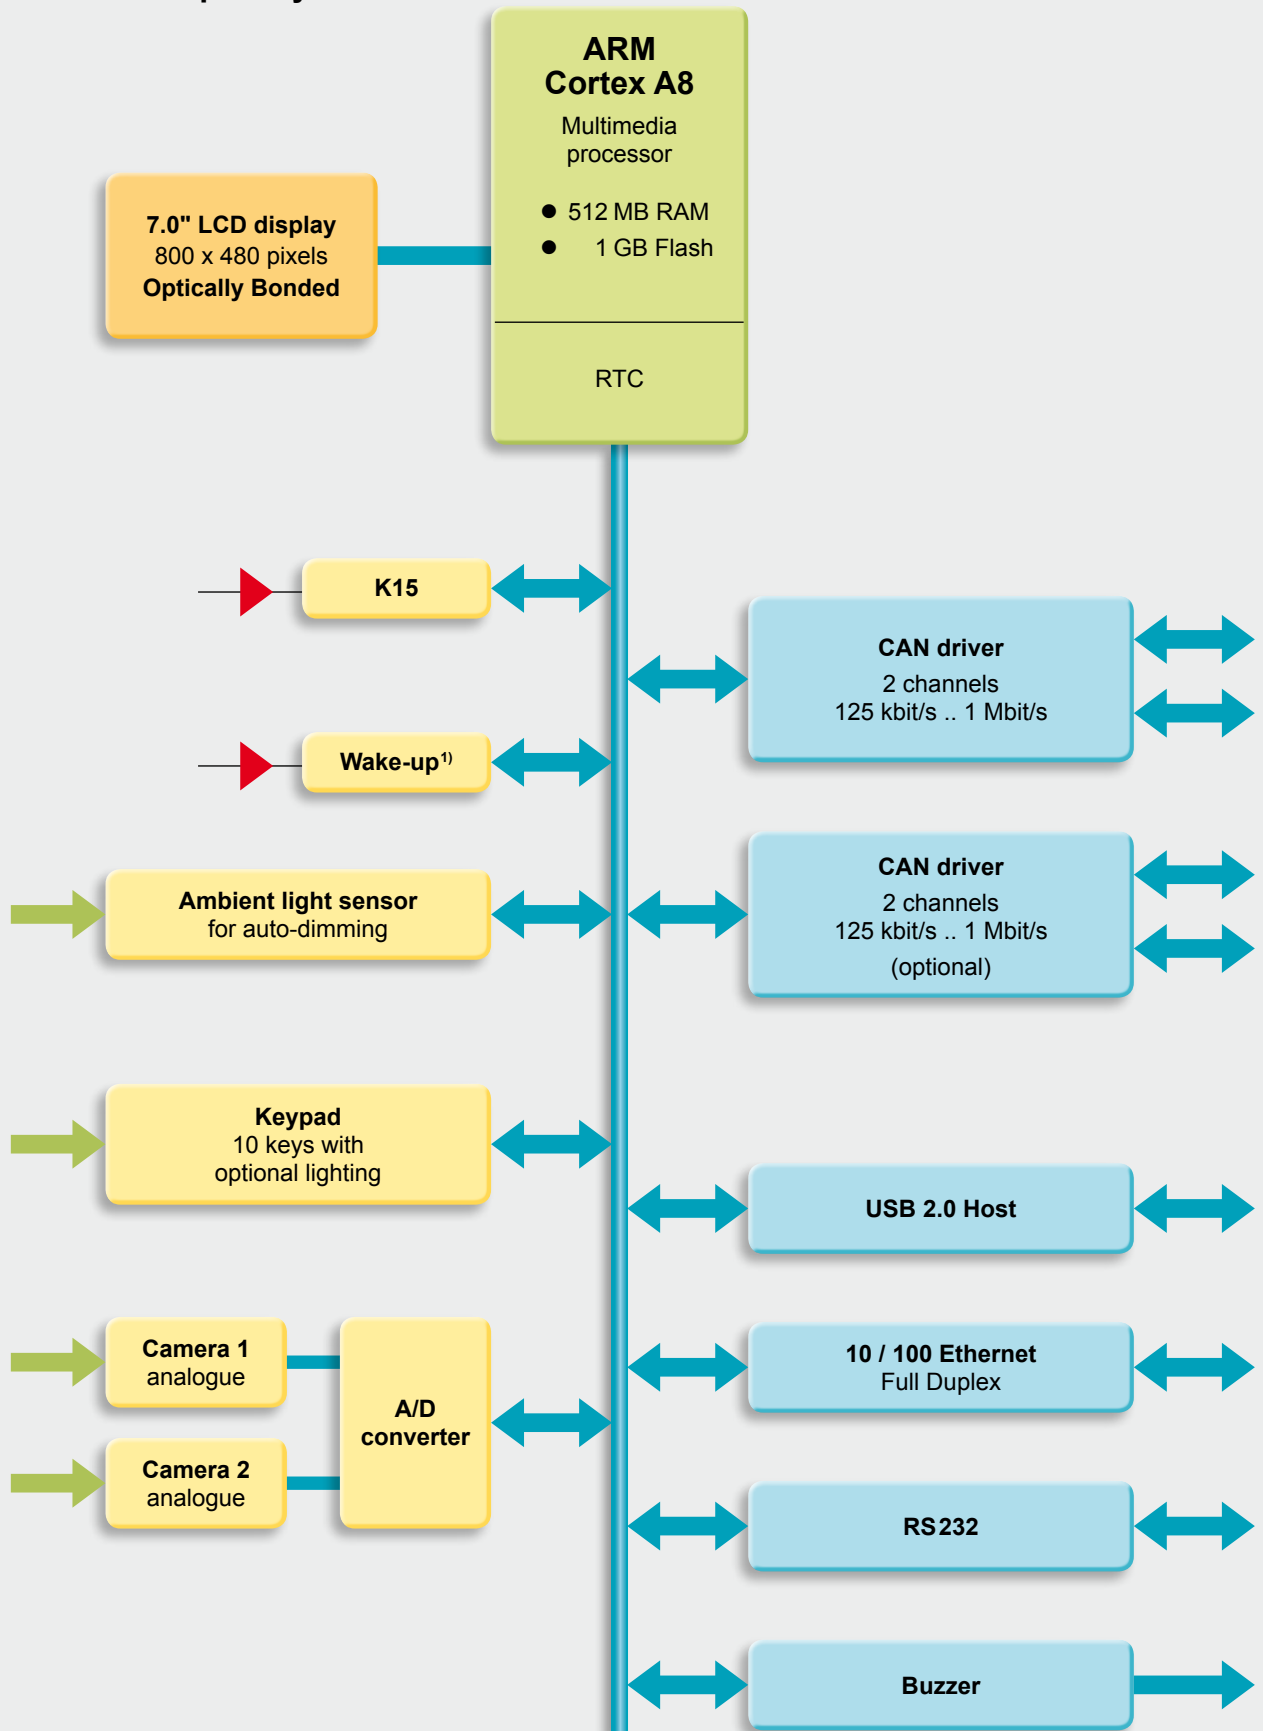 ARM
Cortex A8
Multimedia
processor
● 512 MB RAM
● 1 GB Flash
RTC
7.0" LCD display
800 x 480 pixels
Optically Bonded
K15
Wake-up¹⁾
Ambient light sensor
for auto-dimming
Keypad
10 keys with
optional lighting
Camera 1
analogue
Camera 2
analogue
A/D
converter
CAN driver
2 channels
125 kbit/s .. 1 Mbit/s
CAN driver
2 channels
125 kbit/s .. 1 Mbit/s
(optional)
USB 2.0 Host
10 / 100 Ethernet
Full Duplex
RS232
Buzzer